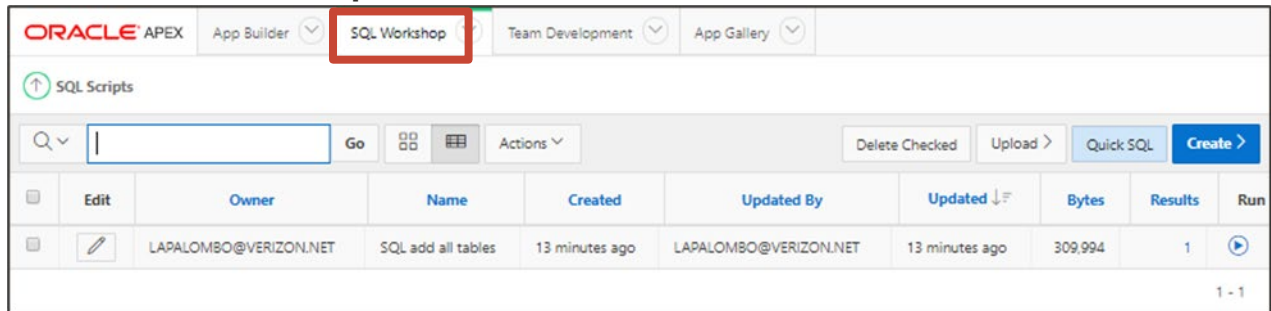 ORACLE APEX App Builder SQL Workshop Team Development App Gallery
SQL Scripts
Go Actions Delete Checked Upload > Quick SQL Create >
Edit Owner Name Created Updated By Updated Bytes Results Run
LAPALOMBO@VERIZON.NET SQL add all tables 13 minutes ago LAPALOMBO@VERIZON.NET 13 minutes ago 309,994 1
1 - 1